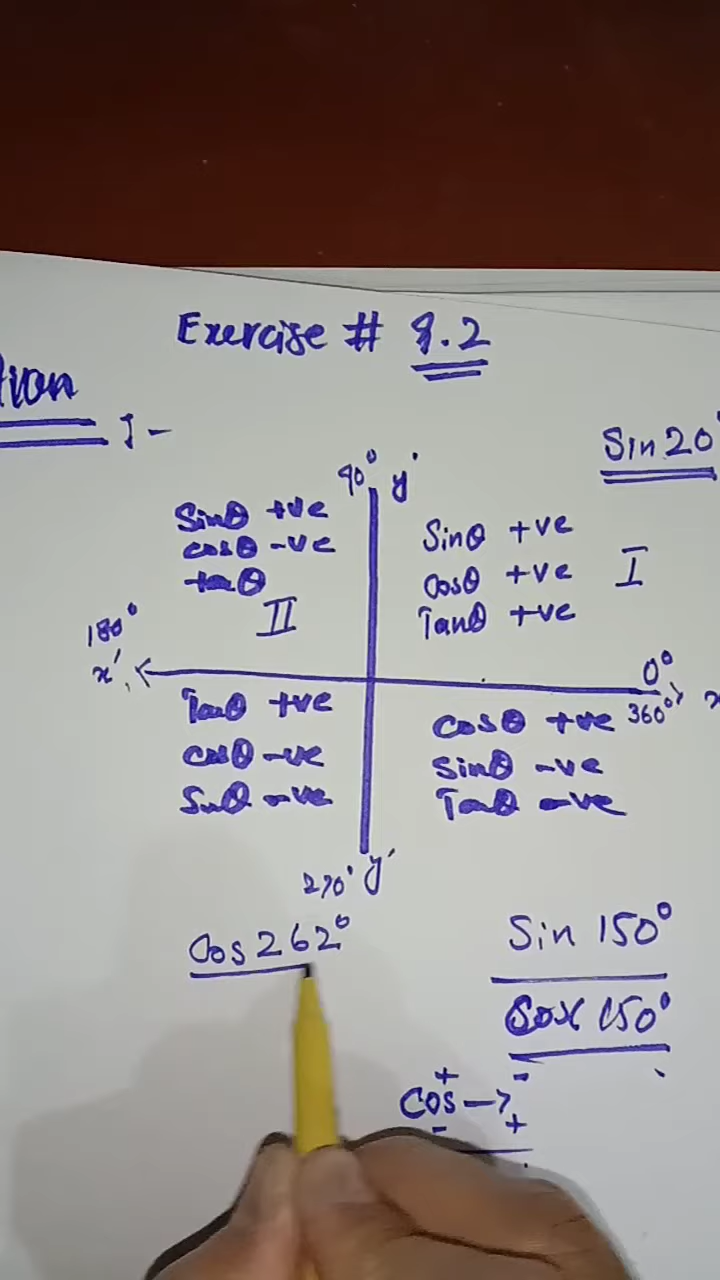 Exercise # 9.2
tion :-
Sin 20°
90° y
Sinθ +ve
Cosθ -ve
tanθ
II
Sinθ +ve
Cosθ +ve
Tanθ +ve
I
180°
x'
0°
360°
x
Tanθ +ve
Cosθ -ve
Sinθ -ve
Cosθ +ve
Sinθ -ve
Tanθ -ve
270° y'
Cos 262°
Sin 150°
150°
+ -
Cos →
- +